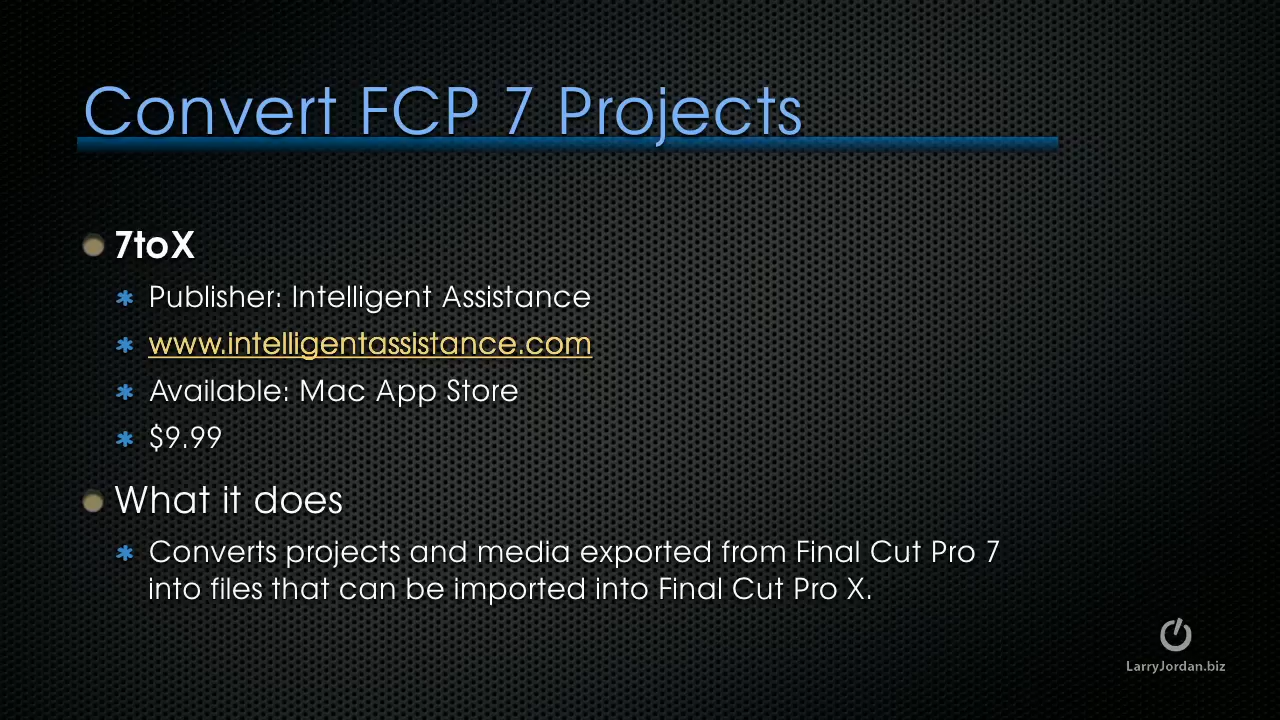 Convert FCP 7 Projects
7toX
Publisher: Intelligent Assistance
www.intelligentassistance.com
Available: Mac App Store
$9.99
What it does
Converts projects and media exported from Final Cut Pro 7
into files that can be imported into Final Cut Pro X.
LarryJordan.biz